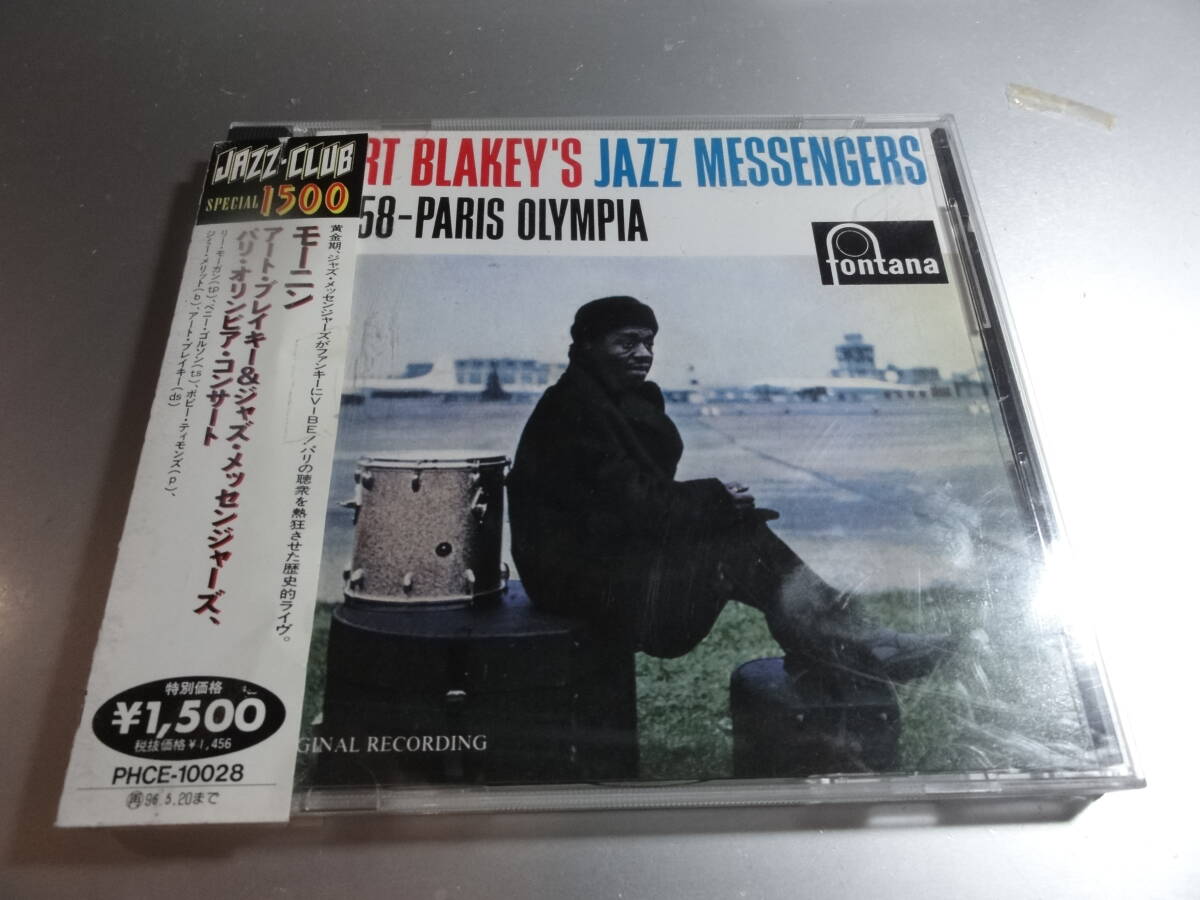 JAZZ-CLUB
SPECIAL 1500
黄金期、ジャズ・メッセンジャーズがファンキーにVIBE!パリの聴衆を熱狂させた歴史的ライヴ。
モーニン
アート・ブレイキー&ジャズ・メッセンジャーズ、
パリ・オリンピア・コンサート
リー・モーガン(tp)、ベニー・ゴルソン(ts)、ボビー・ティモンズ(p)、
ジミー・メリット(b)、アート・ブレイキー(ds)
特別価格
¥1,500
税抜価格¥1,456
PHCE-10028
再96.5.20まで
RT BLAKEY'S JAZZ MESSENGERS
58-PARIS OLYMPIA
fontana
GINAL RECORDING